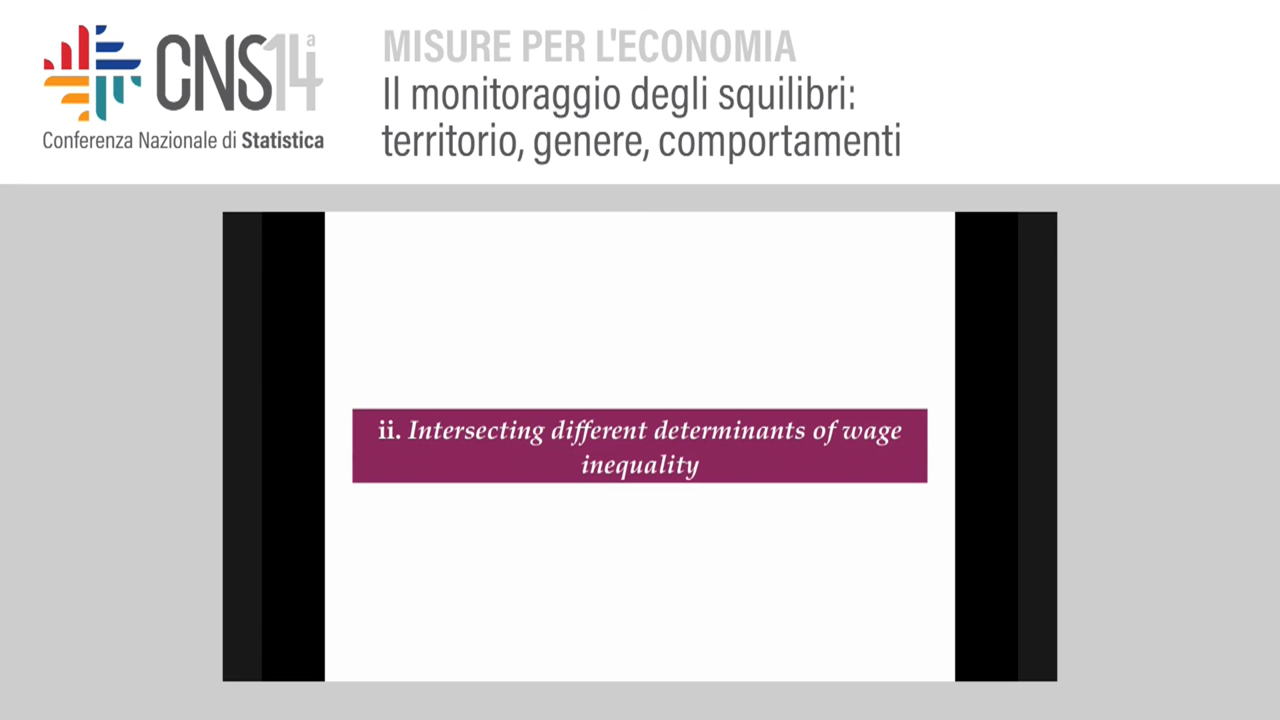 CNS14ª
Conferenza Nazionale di Statistica
MISURE PER L'ECONOMIA
Il monitoraggio degli squilibri:
territorio, genere, comportamenti
ii. Intersecting different determinants of wage
inequality